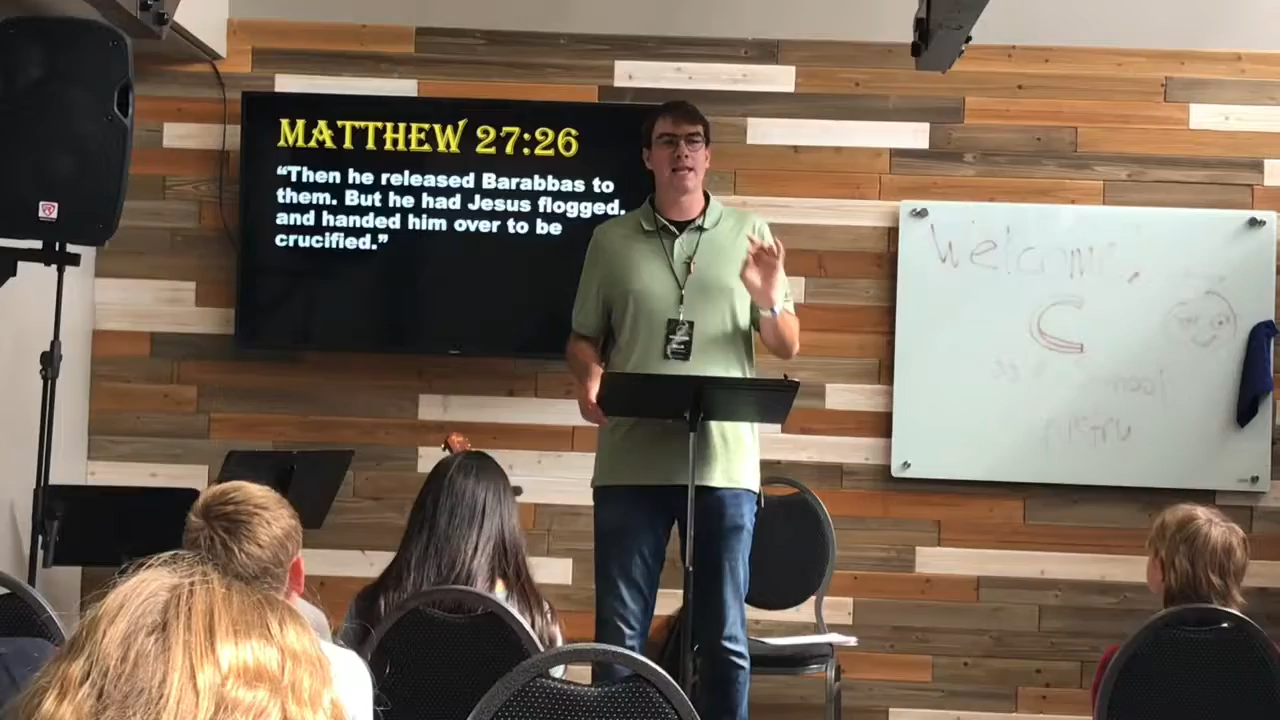 MATTHEW 27:26
“Then he released Barabbas to
them. But he had Jesus flogged,
and handed him over to be
crucified.”
Welcome
C